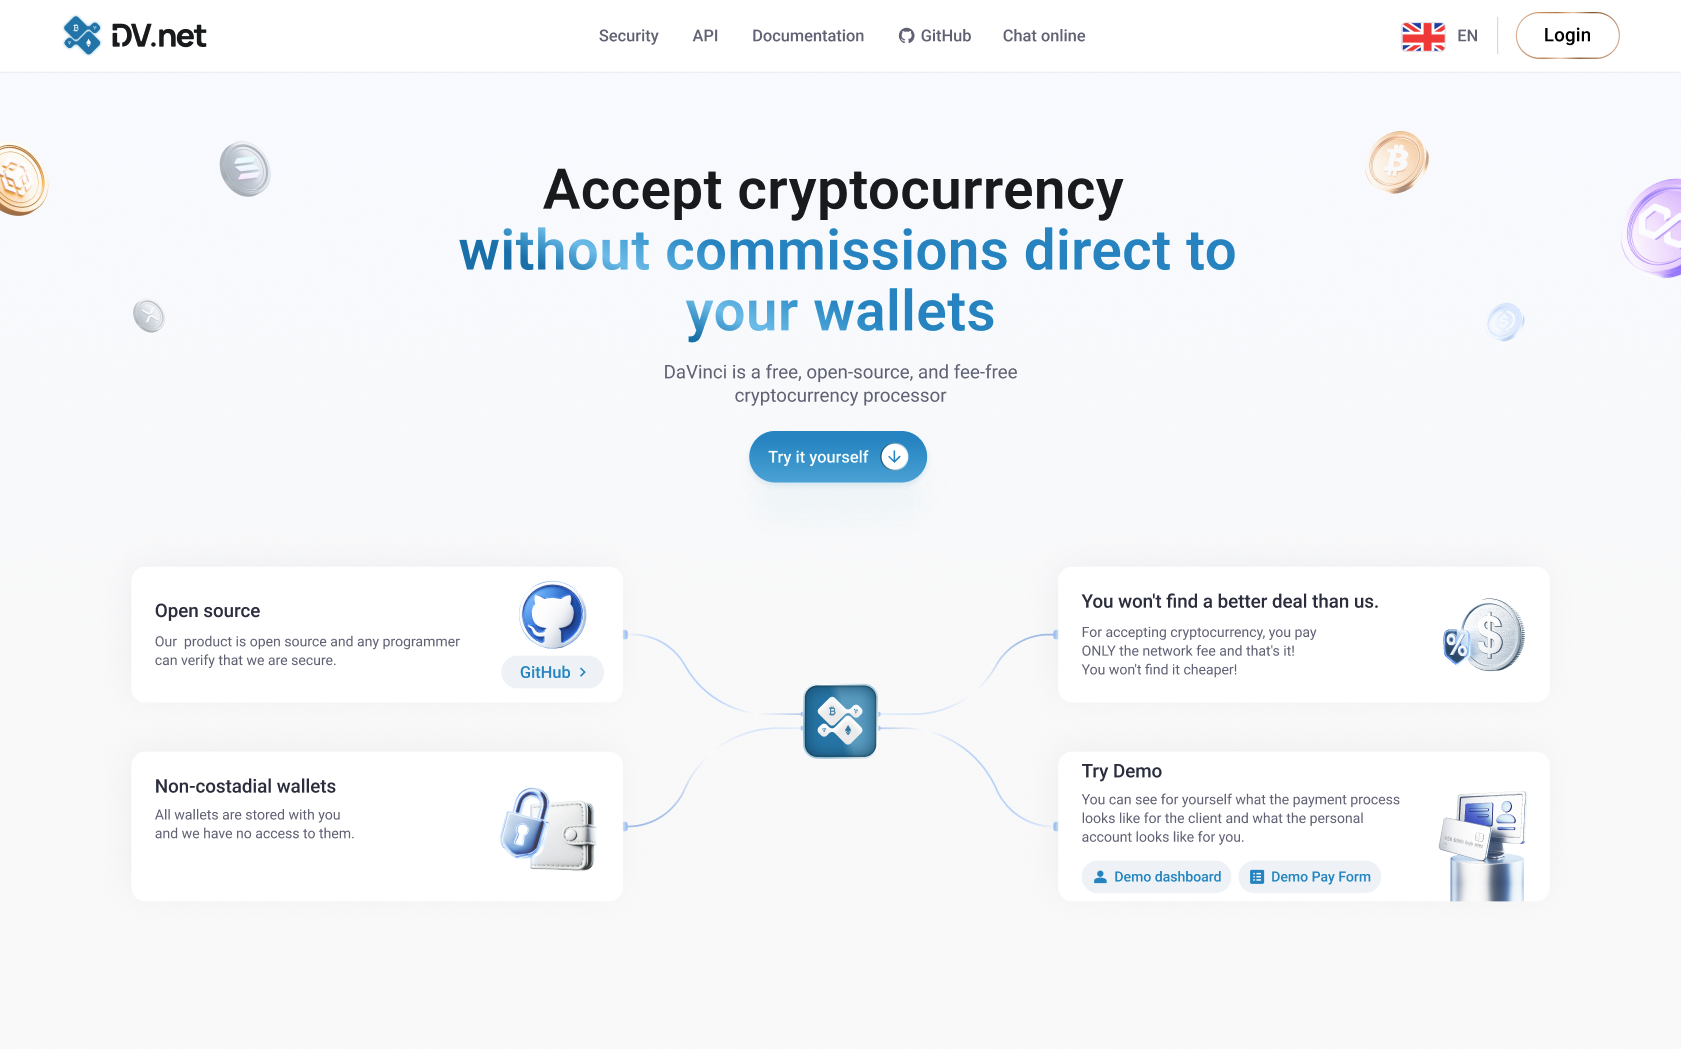 DV.net
Security API Documentation GitHub Chat online
EN
Login
Accept cryptocurrency
without commissions direct to
your wallets
DaVinci is a free, open-source, and fee-free
cryptocurrency processor
Try it yourself
Open source
Our product is open source and any programmer
can verify that we are secure.
GitHub
You won't find a better deal than us.
For accepting cryptocurrency, you pay
ONLY the network fee and that's it!
You won't find it cheaper!
Non-costadial wallets
All wallets are stored with you
and we have no access to them.
Try Demo
You can see for yourself what the payment process
looks like for the client and what the personal
account looks like for you.
Demo dashboard
Demo Pay Form